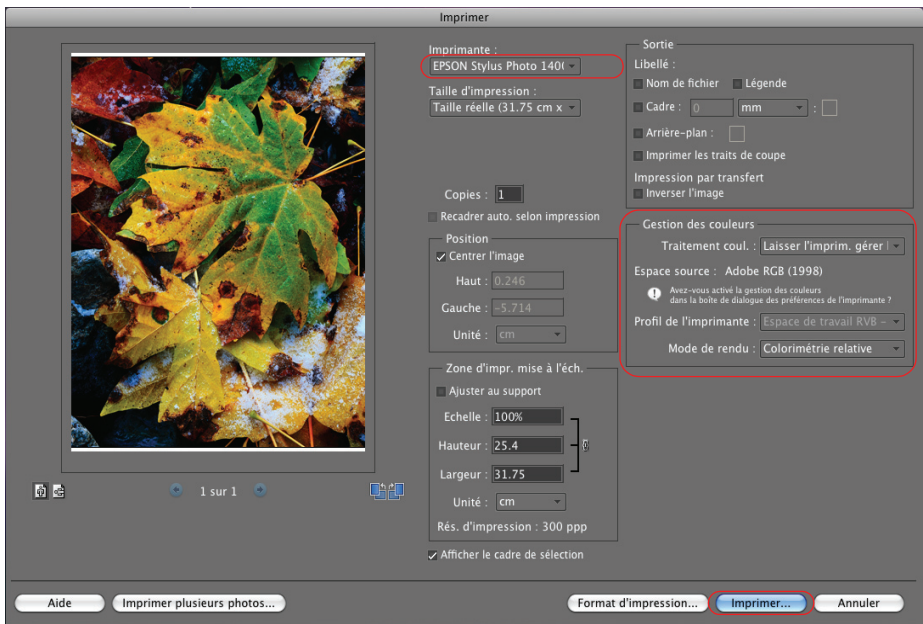 Imprimer
Imprimante :
EPSON Stylus Photo 140
Taille d'impression :
Taille réelle (31.75 cm x
Copies : 1
Recadrer auto. selon impression
Position
Centrer l'image
Haut : 0.246
Gauche : -5.714
Unité : cm
Zone d'impr. mise à l'éch.
Ajuster au support
Echelle : 100%
Hauteur : 25.4
Largeur : 31.75
Unité : cm
Rés. d'impression : 300 ppp
Afficher le cadre de sélection
Sortie
Libellé :
Nom de fichier Légende
Cadre : 0 mm :
Arrière-plan :
Imprimer les traits de coupe
Impression par transfert
Inverser l'image
Gestion des couleurs
Traitement coul. : Laisser l'imprim. gérer
Espace source : Adobe RGB (1998)
Avez-vous activé la gestion des couleurs
dans la boîte de dialogue des préférences de l'imprimante ?
Profil de l'imprimante : Espace de travail RVB –
Mode de rendu : Colorimétrie relative
1 sur 1
Aide
Imprimer plusieurs photos...
Format d'impression...
Imprimer...
Annuler